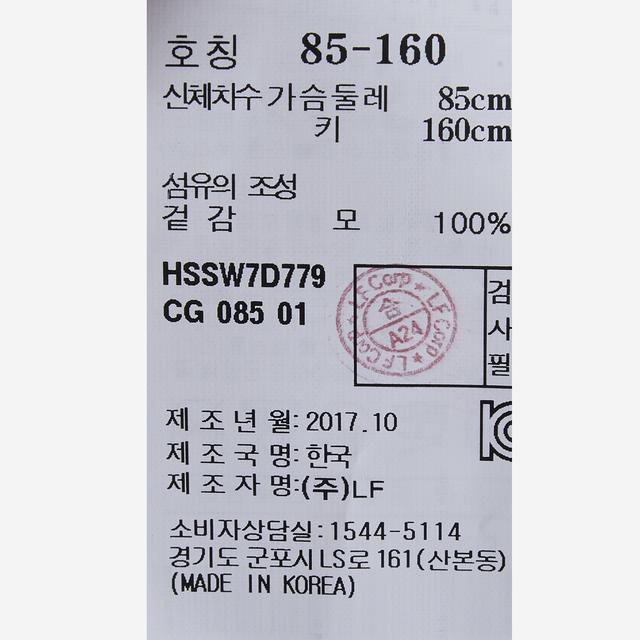 호칭 85-160
신체치수 가슴둘레 85cm
키 160cm
섬유의 조성
겉감 모 100%
HSSW7D779
CG 085 01
LF Corp ★ LF Corp ★ LF Corp ★
합
A24
검
사
필
제조년월: 2017.10
제조국명: 한국
제조자명:(주)LF
소비자상담실: 1544-5114
경기도 군포시 LS로 161(산본동)
(MADE IN KOREA)